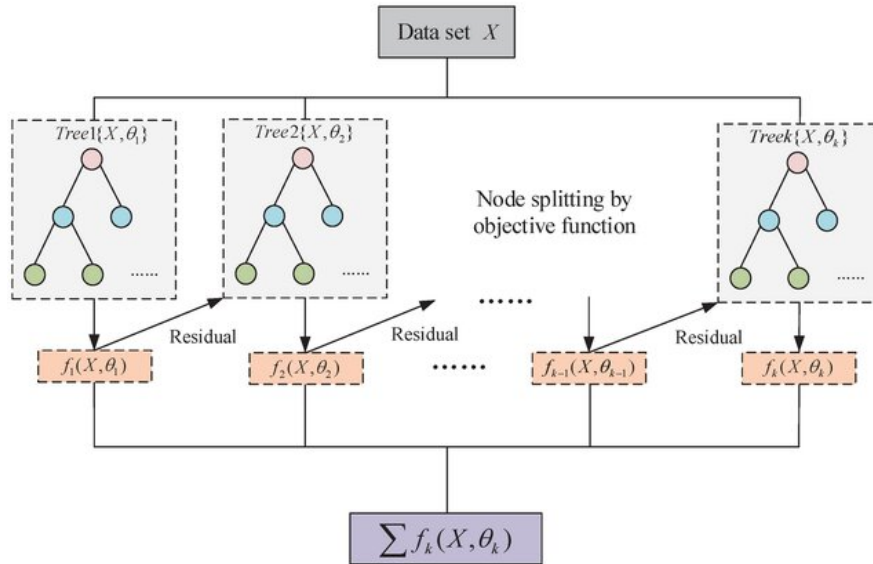 Data set X
Tree1{X,θ₁}
Tree2{X,θ₂}
Treek{X,θₖ}
Node splitting by
objective function
......
......
......
......
Residual
Residual
Residual
f₁(X,θ₁)
f₂(X,θ₂)
......
fₖ₋₁(X,θₖ₋₁)
fₖ(X,θₖ)
∑ fₖ(X,θₖ)